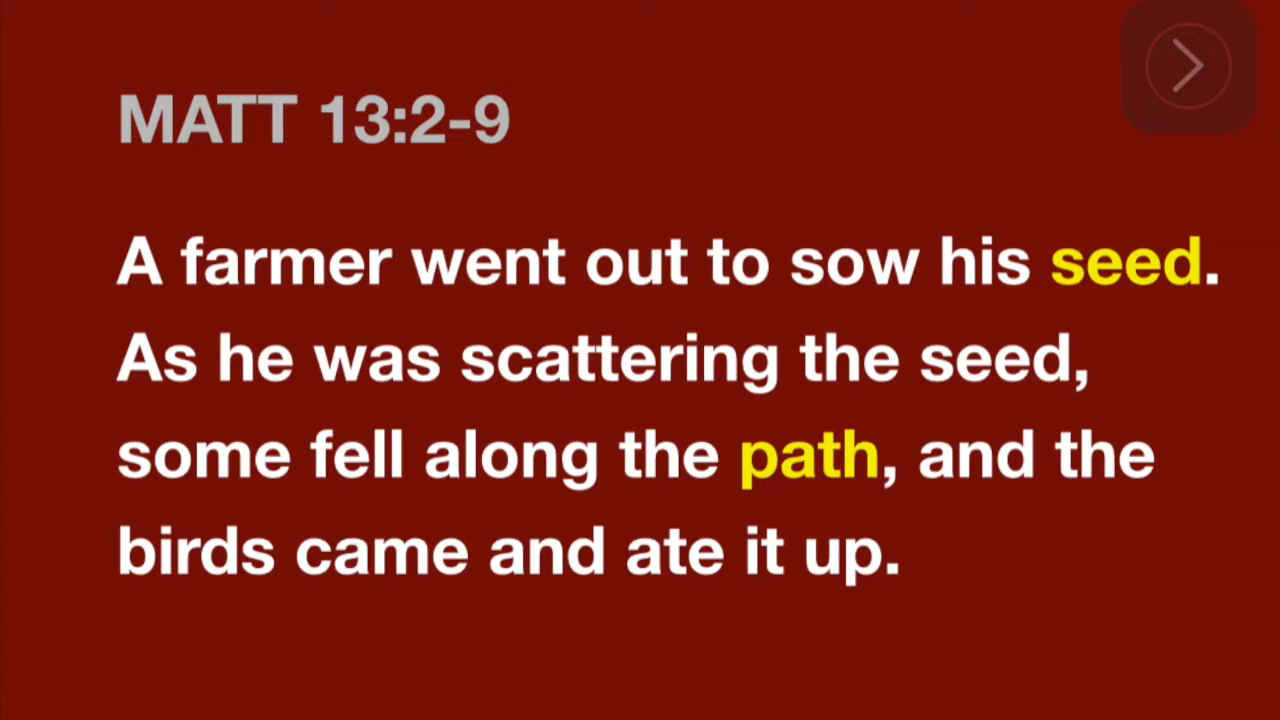 MATT 13:2-9
A farmer went out to sow his seed.
As he was scattering the seed,
some fell along the path, and the
birds came and ate it up.